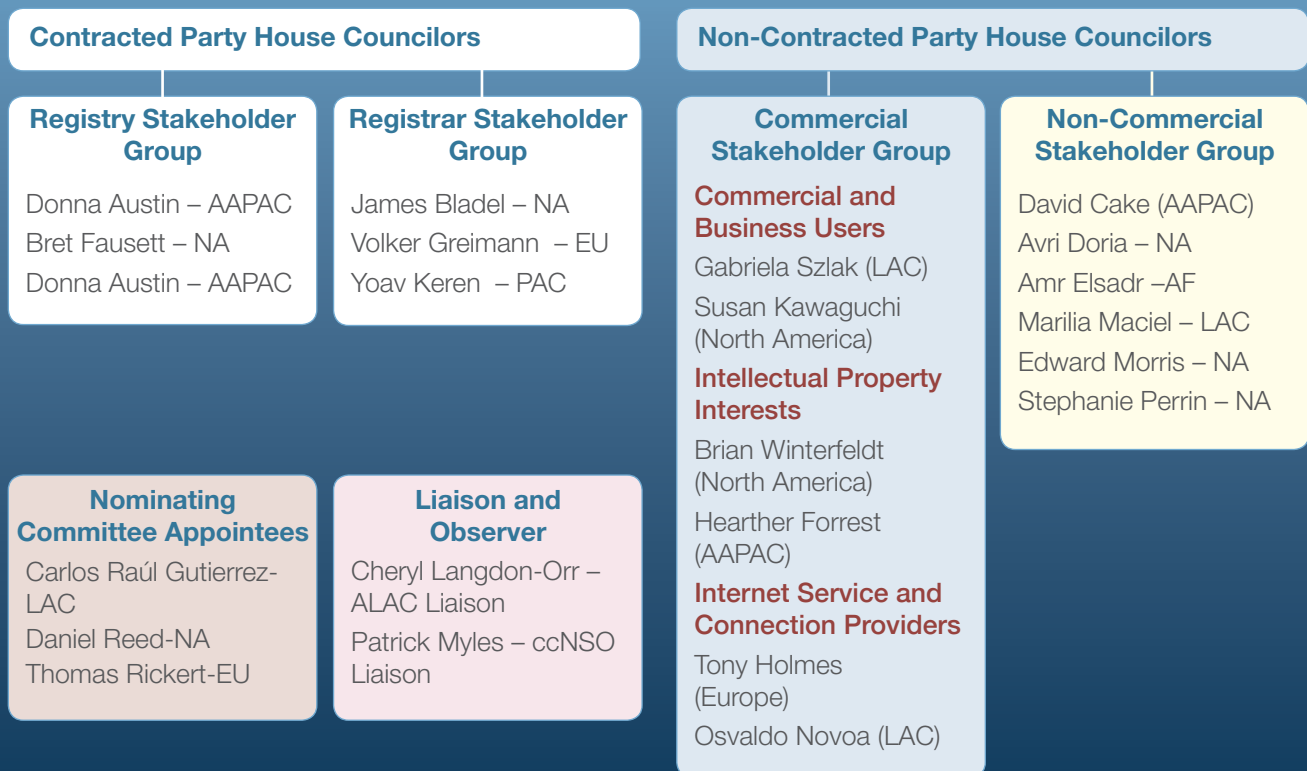 Contracted Party House Councilors
Registry Stakeholder
Group
Donna Austin – AAPAC
Bret Fausett – NA
Donna Austin – AAPAC
Registrar Stakeholder
Group
James Bladel – NA
Volker Greimann – EU
Yoav Keren – PAC
Nominating
Committee Appointees
Carlos Raúl Gutierrez-
LAC
Daniel Reed-NA
Thomas Rickert-EU
Liaison and
Observer
Cheryl Langdon-Orr –
ALAC Liaison
Patrick Myles – ccNSO
Liaison
Non-Contracted Party House Councilors
Commercial
Stakeholder Group
Commercial and
Business Users
Gabriela Szlak (LAC)
Susan Kawaguchi
(North America)
Intellectual Property
Interests
Brian Winterfeldt
(North America)
Hearther Forrest
(AAPAC)
Internet Service and
Connection Providers
Tony Holmes
(Europe)
Osvaldo Novoa (LAC)
Non-Commercial
Stakeholder Group
David Cake (AAPAC)
Avri Doria – NA
Amr Elsadr –AF
Marilia Maciel – LAC
Edward Morris – NA
Stephanie Perrin – NA